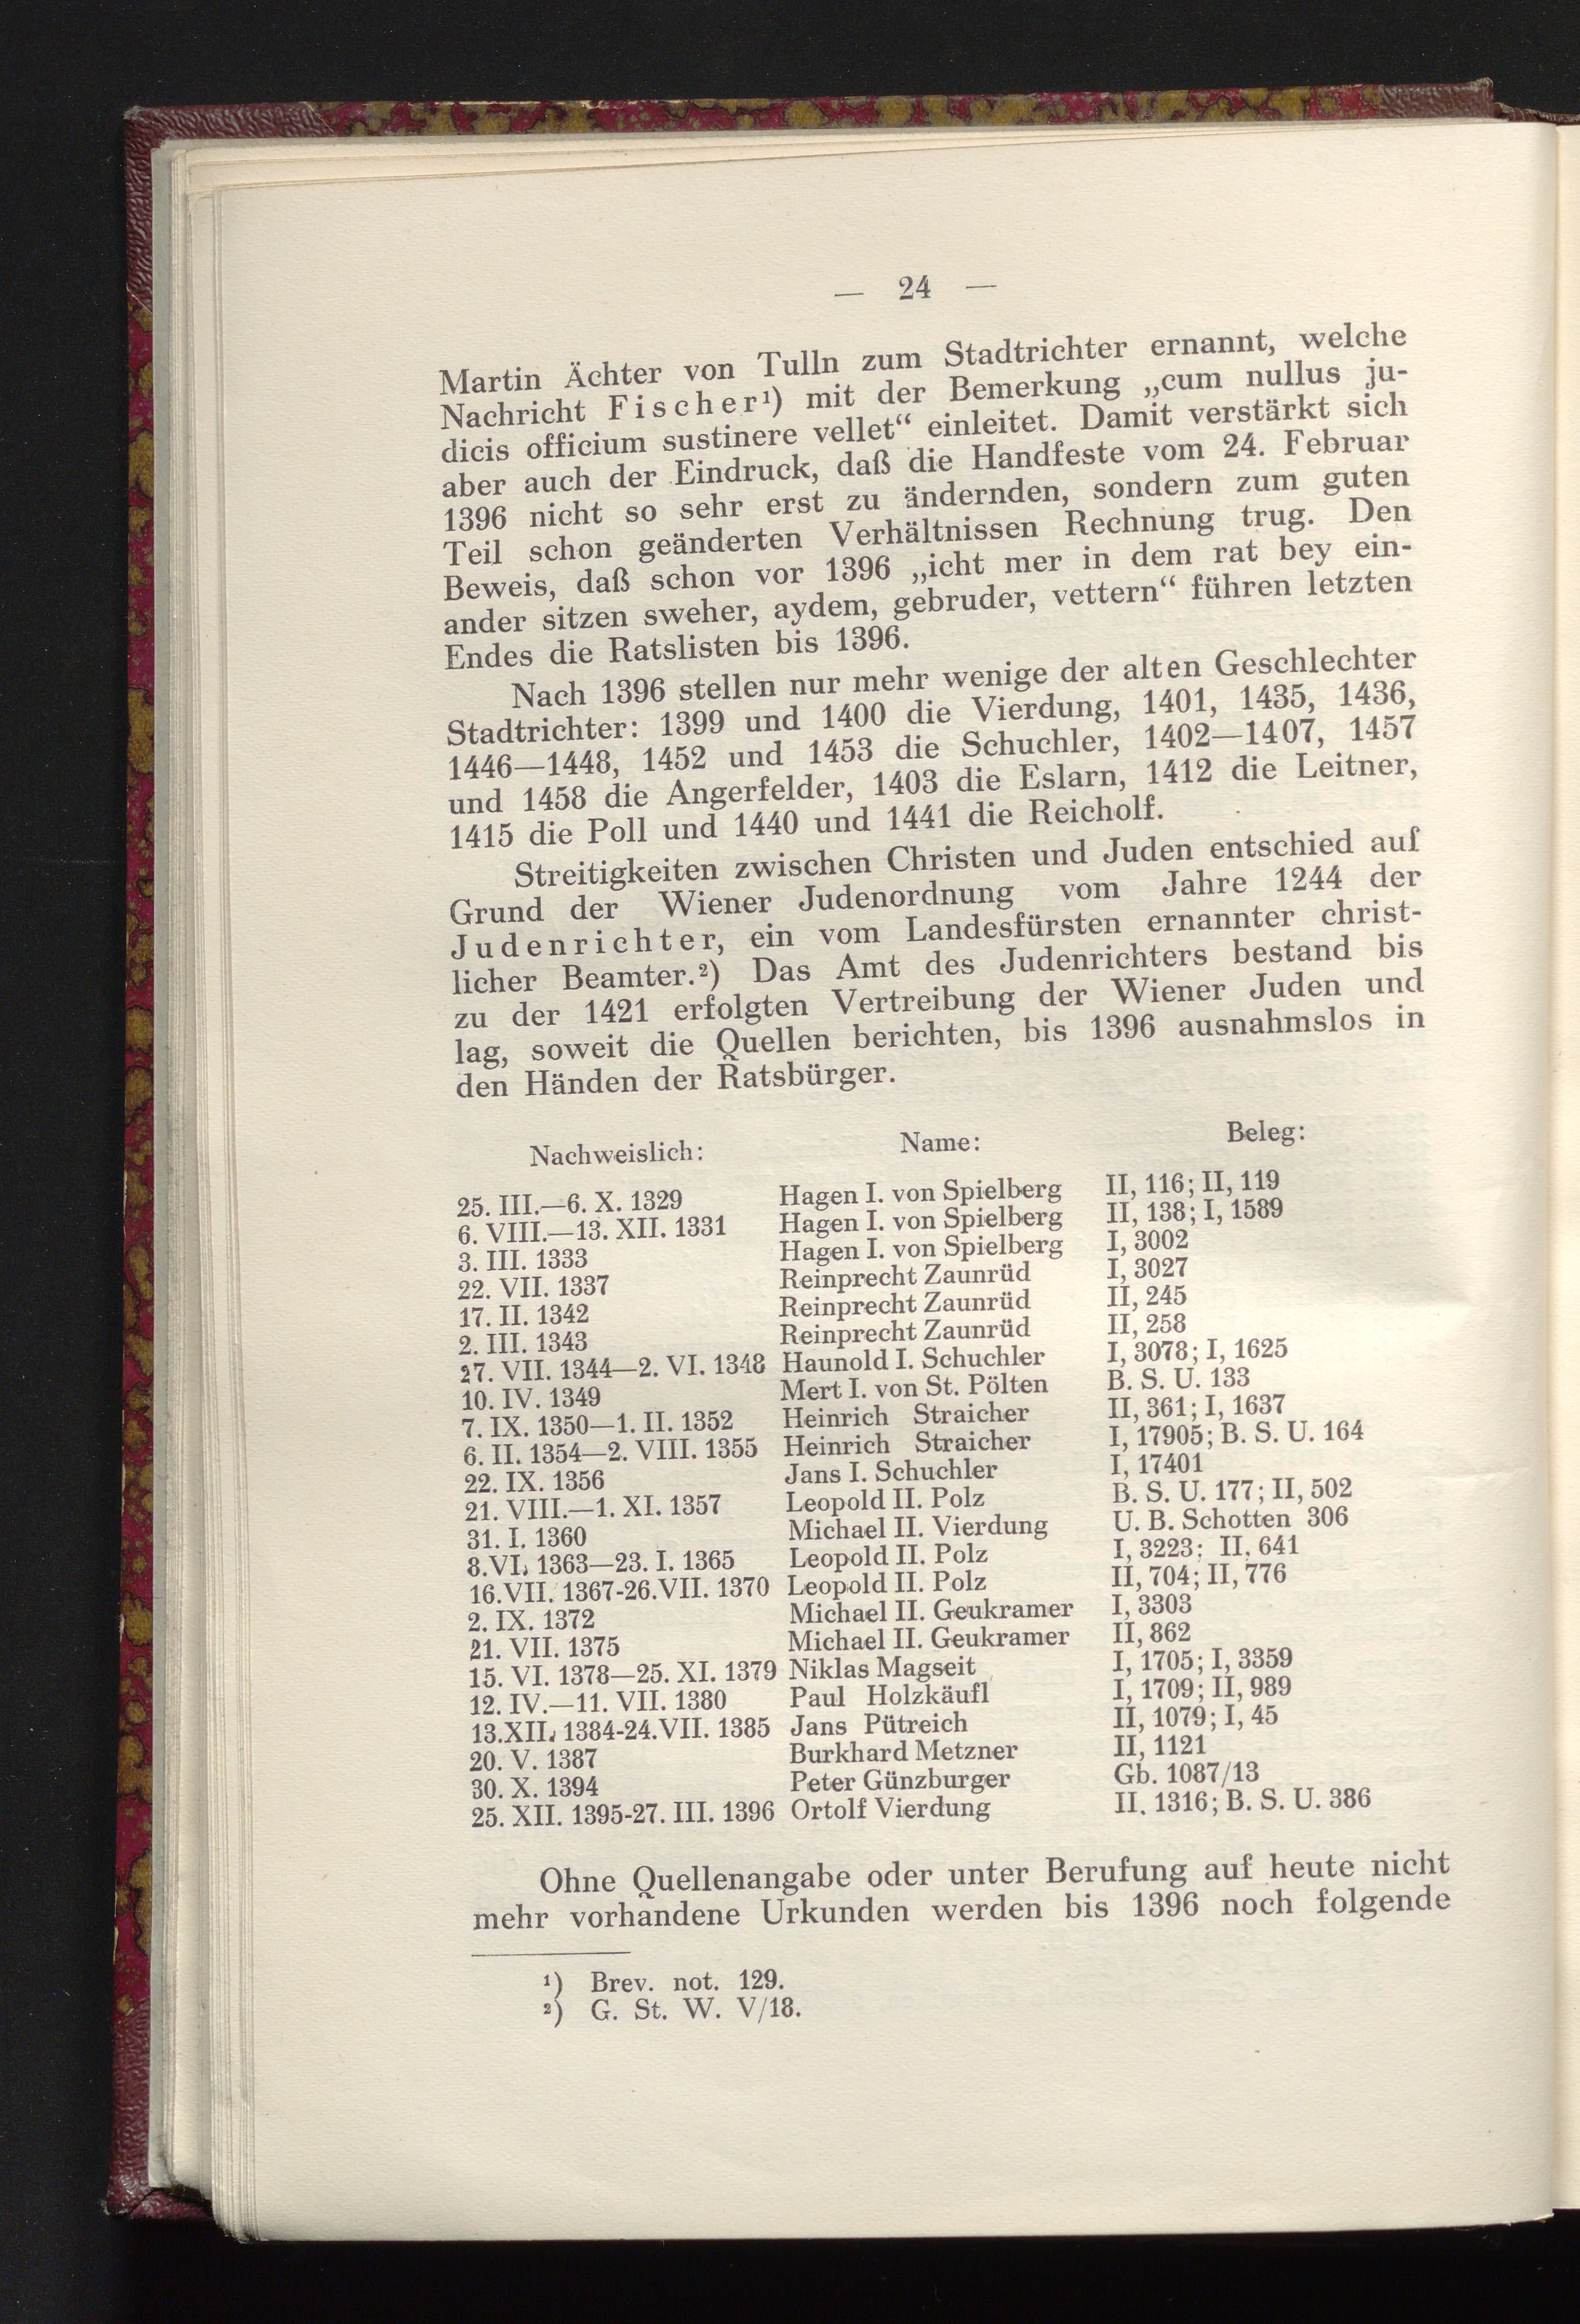 — 24 —
Martin Ächter von Tulln zum Stadtrichter ernannt, welche
Nachricht Fischer¹) mit der Bemerkung „cum nullus ju-
dicis officium sustinere vellet“ einleitet. Damit verstärkt sich
aber auch der Eindruck, daß die Handfeste vom 24. Februar
1396 nicht so sehr erst zu ändernden, sondern zum guten
Teil schon geänderten Verhältnissen Rechnung trug. Den
Beweis, daß schon vor 1396 „icht mer in dem rat bey ein-
ander sitzen sweher, aydem, gebruder, vettern“ führen letzten
Endes die Ratslisten bis 1396.
Nach 1396 stellen nur mehr wenige der alten Geschlechter
Stadtrichter: 1399 und 1400 die Vierdung, 1401, 1435, 1436,
1446—1448, 1452 und 1453 die Schuchler, 1402—1407, 1457
und 1458 die Angerfelder, 1403 die Eslarn, 1412 die Leitner,
1415 die Poll und 1440 und 1441 die Reicholf.
Streitigkeiten zwischen Christen und Juden entschied auf
Grund der Wiener Judenordnung vom Jahre 1244 der
Judenrichter, ein vom Landesfürsten ernannter christ-
licher Beamter.²) Das Amt des Judenrichters bestand bis
zu der 1421 erfolgten Vertreibung der Wiener Juden und
lag, soweit die Quellen berichten, bis 1396 ausnahmslos in
den Händen der Ratsbürger.
Nachweislich: Name: Beleg:
25. III.—6. X. 1329 Hagen I. von Spielberg II, 116; II, 119
6. VIII.—13. XII. 1331 Hagen I. von Spielberg II, 138; I, 1589
3. III. 1333 Hagen I. von Spielberg I, 3002
22. VII. 1337 Reinprecht Zaunrüd I, 3027
17. II. 1342 Reinprecht Zaunrüd II, 245
2. III. 1343 Reinprecht Zaunrüd II, 258
27. VII. 1344—2. VI. 1348 Haunold I. Schuchler I, 3078; I, 1625
10. IV. 1349 Mert I. von St. Pölten B. S. U. 133
7. IX. 1350—1. II. 1352 Heinrich Straicher II, 361; I, 1637
6. II. 1354—2. VIII. 1355 Heinrich Straicher I, 17905; B. S. U. 164
22. IX. 1356 Jans I. Schuchler I, 17401
21. VIII.—1. XI. 1357 Leopold II. Polz B. S. U. 177; II, 502
31. I. 1360 Michael II. Vierdung U. B. Schotten 306
8.VI. 1363—23. I. 1365 Leopold II. Polz I, 3223; II, 641
16.VII. 1367-26.VII. 1370 Leopold II. Polz II, 704; II, 776
2. IX. 1372 Michael II. Geukramer I, 3303
21. VII. 1375 Michael II. Geukramer II, 862
15. VI. 1378—25. XI. 1379 Niklas Magseit I, 1705; I, 3359
12. IV.—11. VII. 1380 Paul Holzkäufl I, 1709; II, 989
13.XII. 1384-24.VII. 1385 Jans Pütreich II, 1079; I, 45
20. V. 1387 Burkhard Metzner II, 1121
30. X. 1394 Peter Günzburger Gb. 1087/13
25. XII. 1395-27. III. 1396 Ortolf Vierdung II, 1316; B. S. U. 386
Ohne Quellenangabe oder unter Berufung auf heute nicht
mehr vorhandene Urkunden werden bis 1396 noch folgende
¹) Brev. not. 129.
²) G. St. W. V/18.